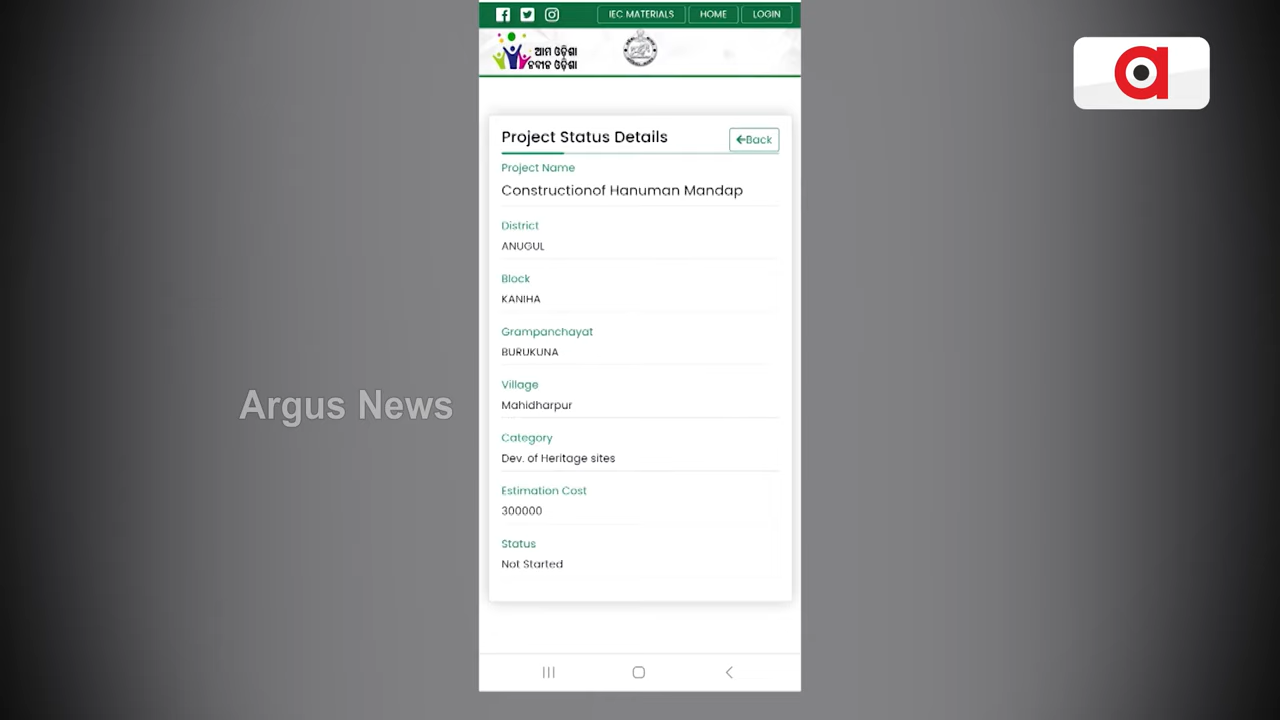 IEC MATERIALS HOME LOGIN
ଆମ ଓଡ଼ିଶା
ନବୀନ ଓଡ଼ିଶା
Project Status Details
Back
Project Name
Constructionof Hanuman Mandap
District
ANUGUL
Block
KANIHA
Grampanchayat
BURUKUNA
Village
Mahidharpur
Category
Dev. of Heritage sites
Estimation Cost
300000
Status
Not Started
Argus News
a